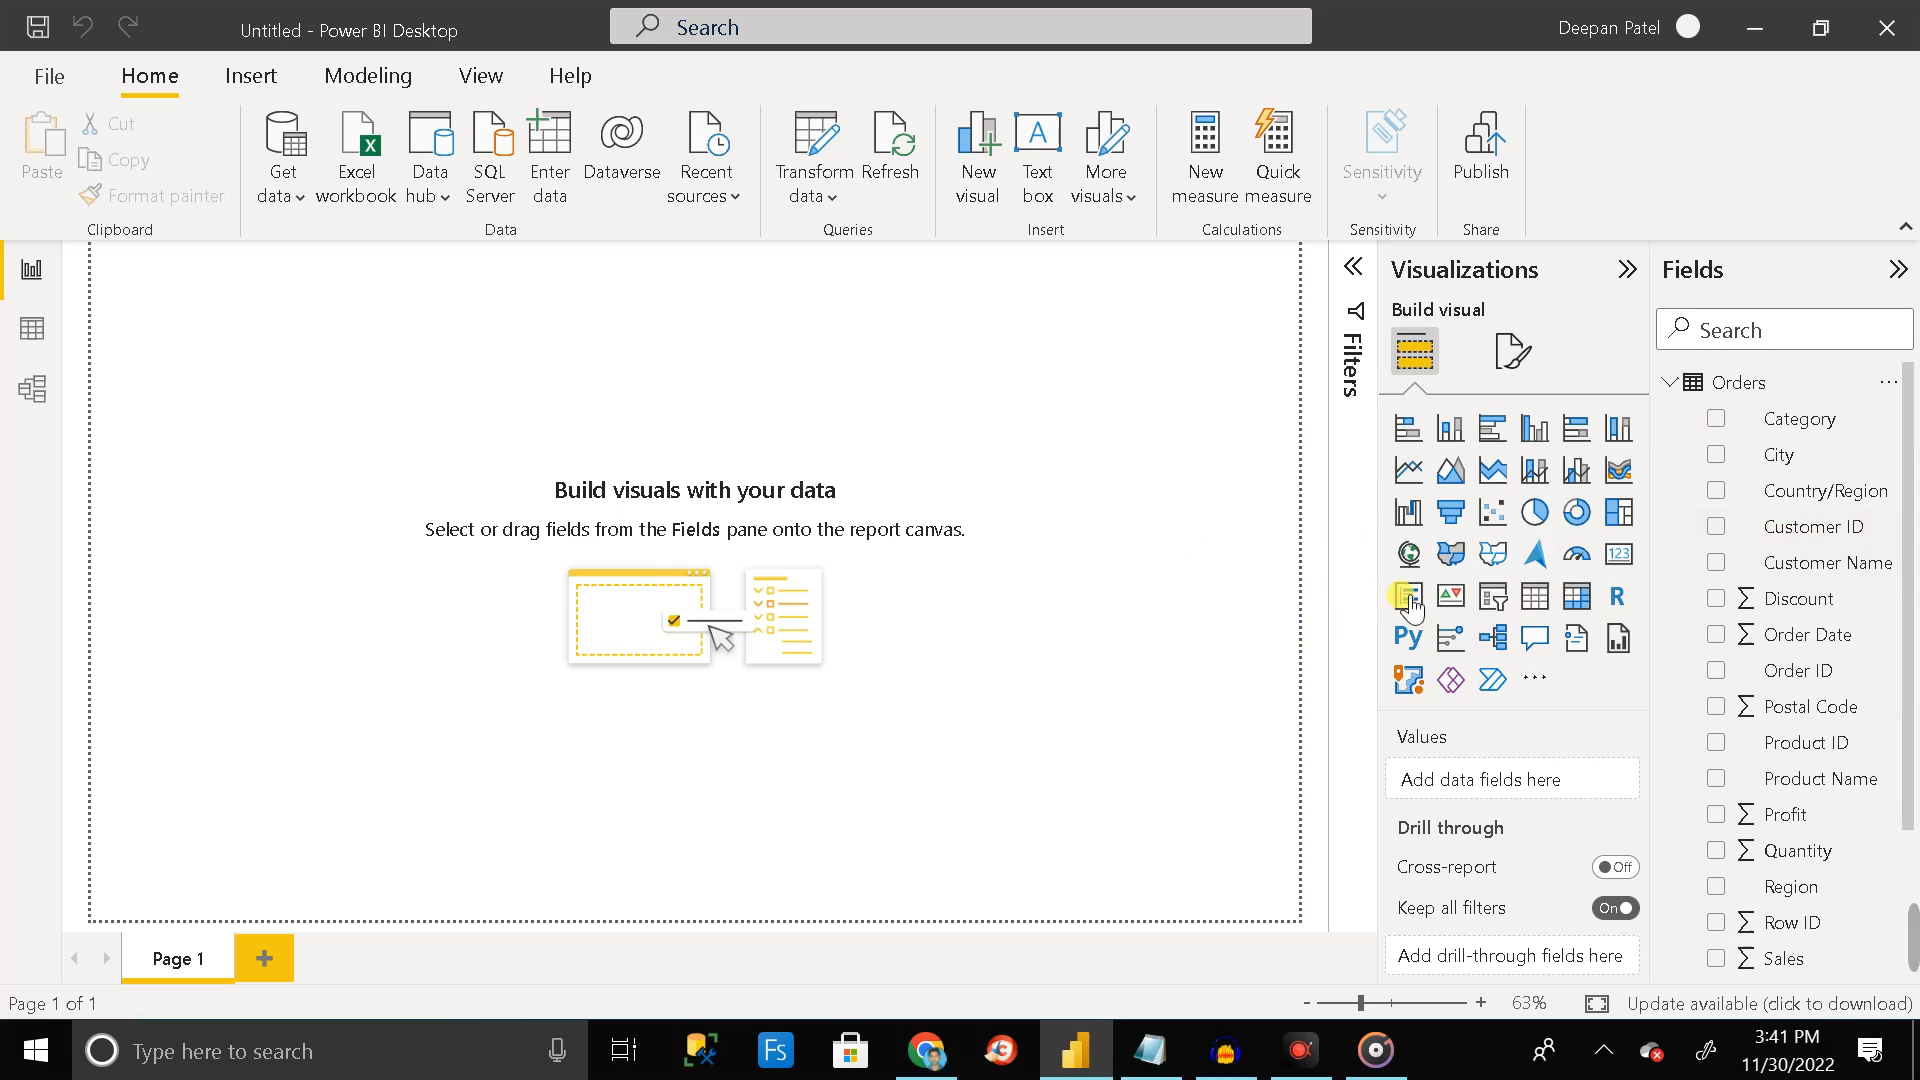 Untitled - Power BI Desktop
Search
Deepan Patel
File
Home
Insert
Modeling
View
Help
Paste
Cut
Copy
Format painter
Clipboard
Get data
Excel workbook
Data hub
SQL Server
Enter data
Dataverse
Recent sources
Data
Transform data
Refresh
Queries
New visual
Text box
More visuals
Insert
New measure
Quick measure
Calculations
Sensitivity
Sensitivity
Publish
Share
Build visuals with your data
Select or drag fields from the Fields pane onto the report canvas.
Filters
Visualizations
Build visual
123
R
Py
Values
Add data fields here
Drill through
Cross-report
Off
Keep all filters
On
Add drill-through fields here
Fields
Search
Orders
Category
City
Country/Region
Customer ID
Customer Name
Discount
Order Date
Order ID
Postal Code
Product ID
Product Name
Profit
Quantity
Region
Row ID
Sales
Page 1
Page 1 of 1
63%
Update available (click to download)
Type here to search
Fs
3:41 PM
11/30/2022